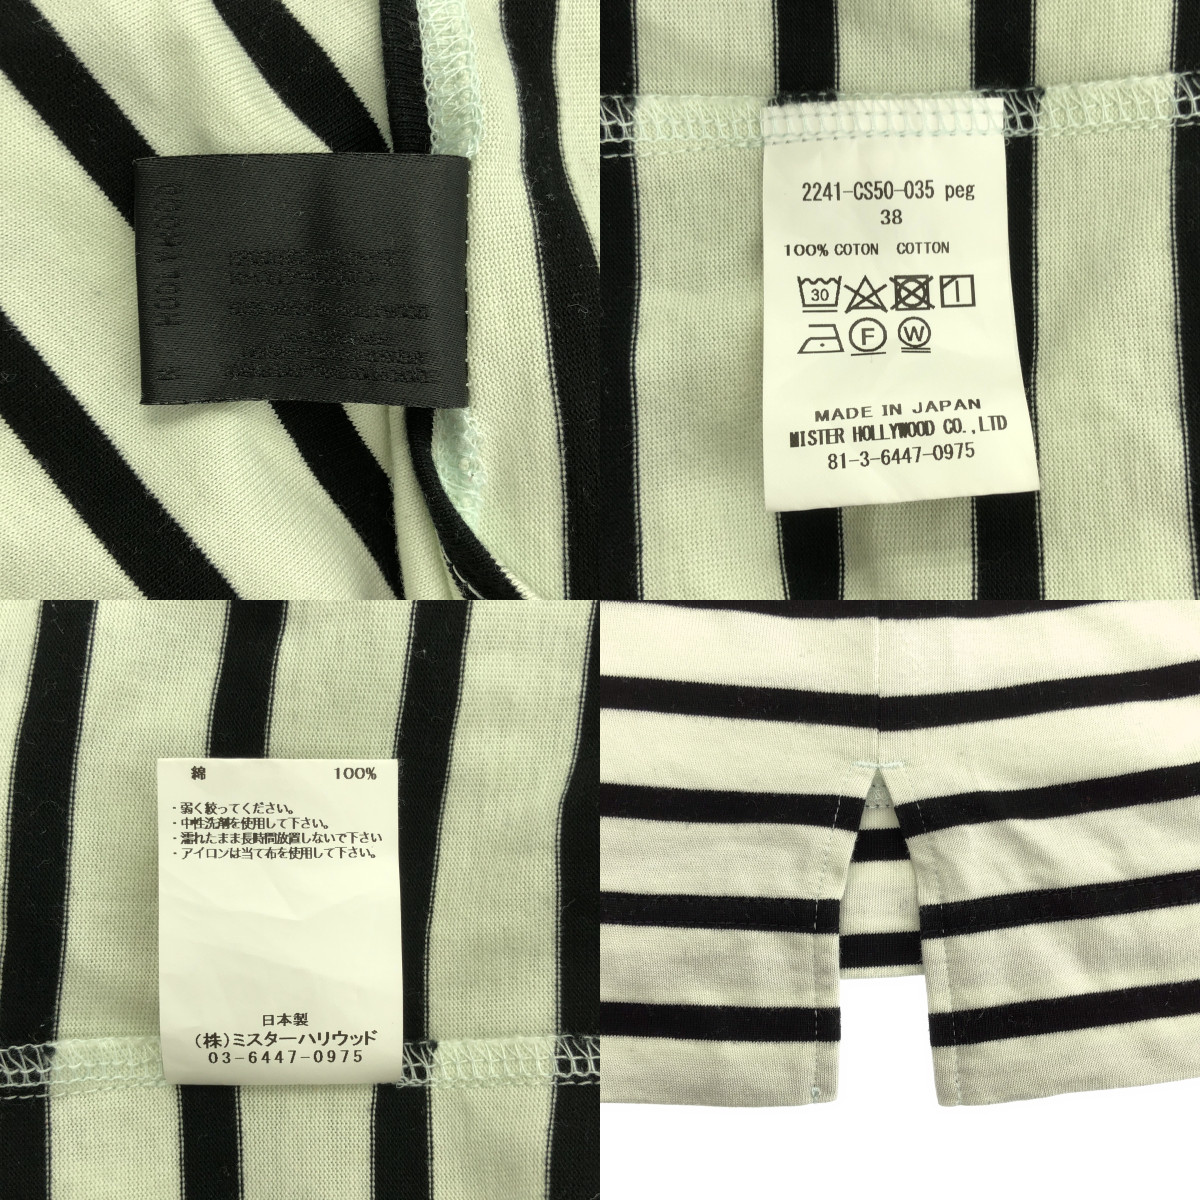 N. HOOLYWOOD
2241-CS50-035 peg
38
100% COTON COTTON
30
F
W
MADE IN JAPAN
MISTER HOLLYWOOD CO.,LTD
81-3-6447-0975
綿 100%
・弱く絞ってください。
・中性洗剤を使用して下さい。
・濡れたまま長時間放置しないで下さい
・アイロンは当て布を使用して下さい。
日本製
（株）ミスターハリウッド
03-6447-0975